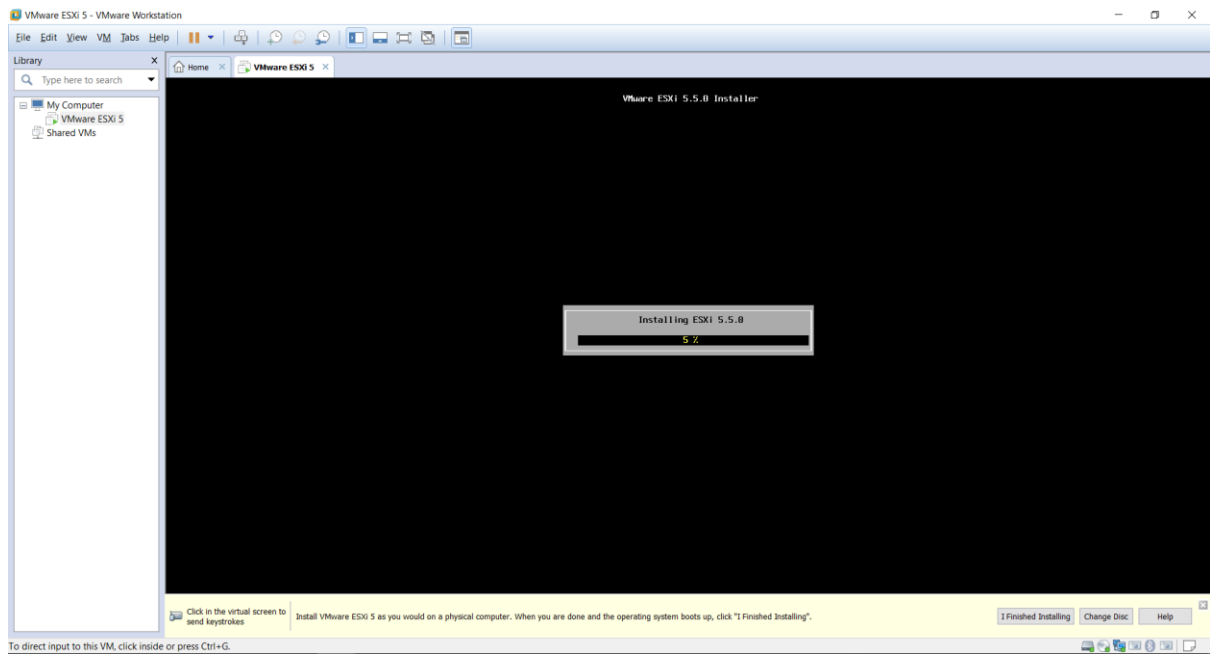 VMware ESXi 5 - VMware Workstation
File Edit View VM Tabs Help
Library x
Home × VMware ESXi 5 ×
Type here to search
My Computer
VMware ESXi 5
Shared VMs
VMware ESXi 5.5.0 Installer
Installing ESXi 5.5.0
5 %
Click in the virtual screen to
send keystrokes
Install VMware ESXi 5 as you would on a physical computer. When you are done and the operating system boots up, click "I Finished Installing".
I Finished Installing Change Disc Help
To direct input to this VM, click inside or press Ctrl+G.